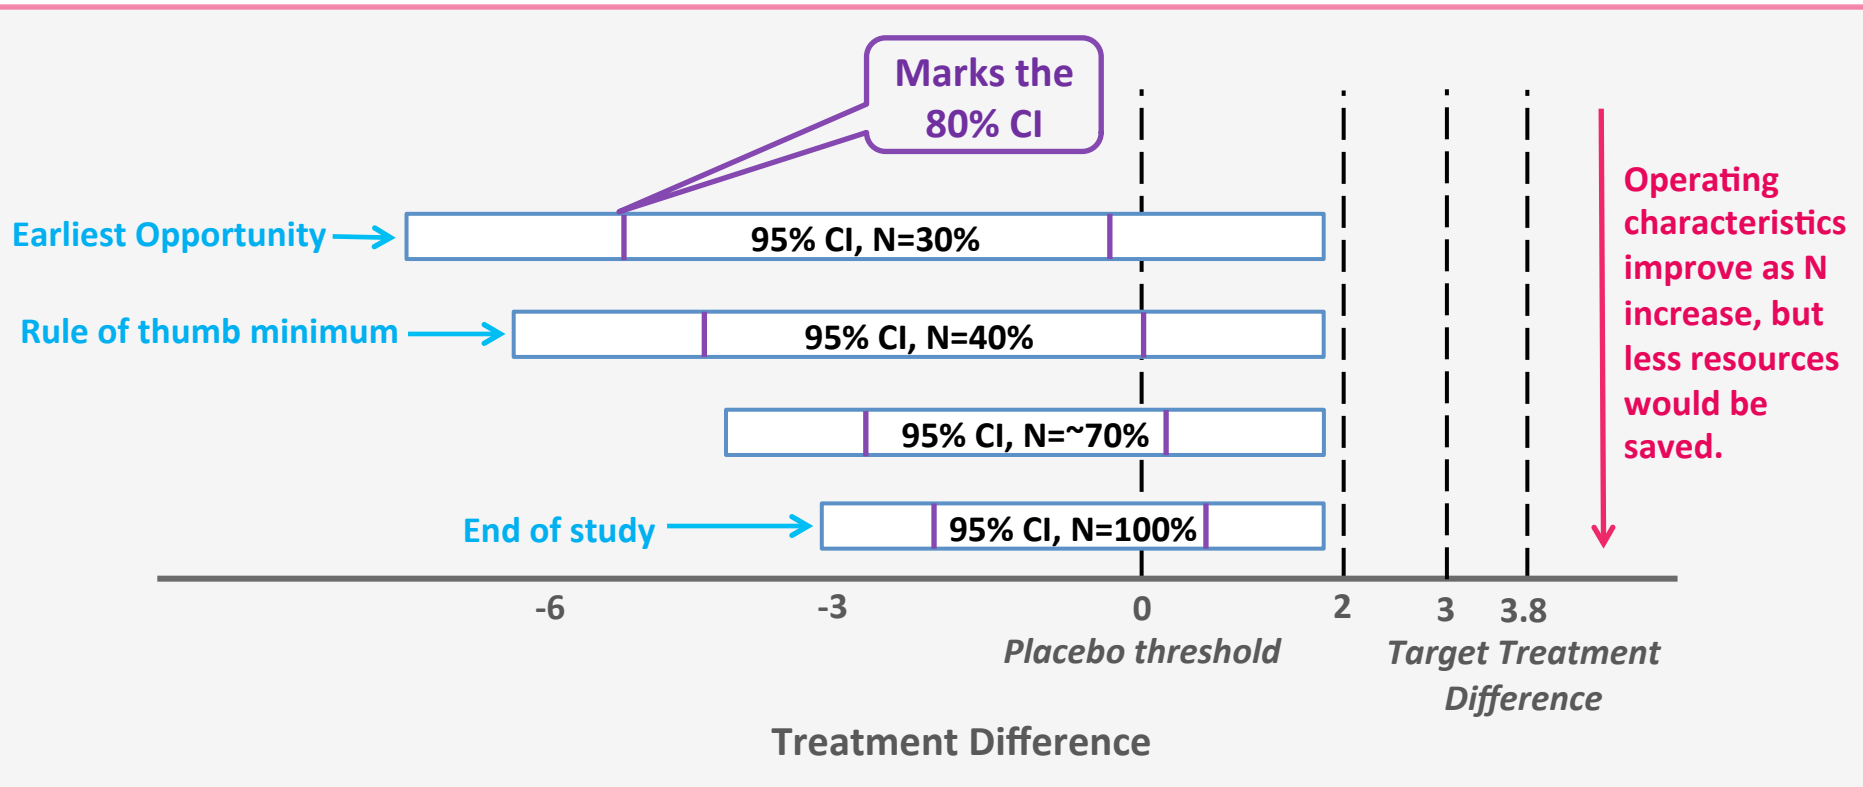 Marks the
80% CI
Earliest Opportunity
95% CI, N=30%
Rule of thumb minimum
95% CI, N=40%
95% CI, N=~70%
End of study
95% CI, N=100%
Operating
characteristics
improve as N
increase, but
less resources
would be
saved.
-6 -3 0 2 3 3.8
Placebo threshold
Target Treatment
Difference
Treatment Difference